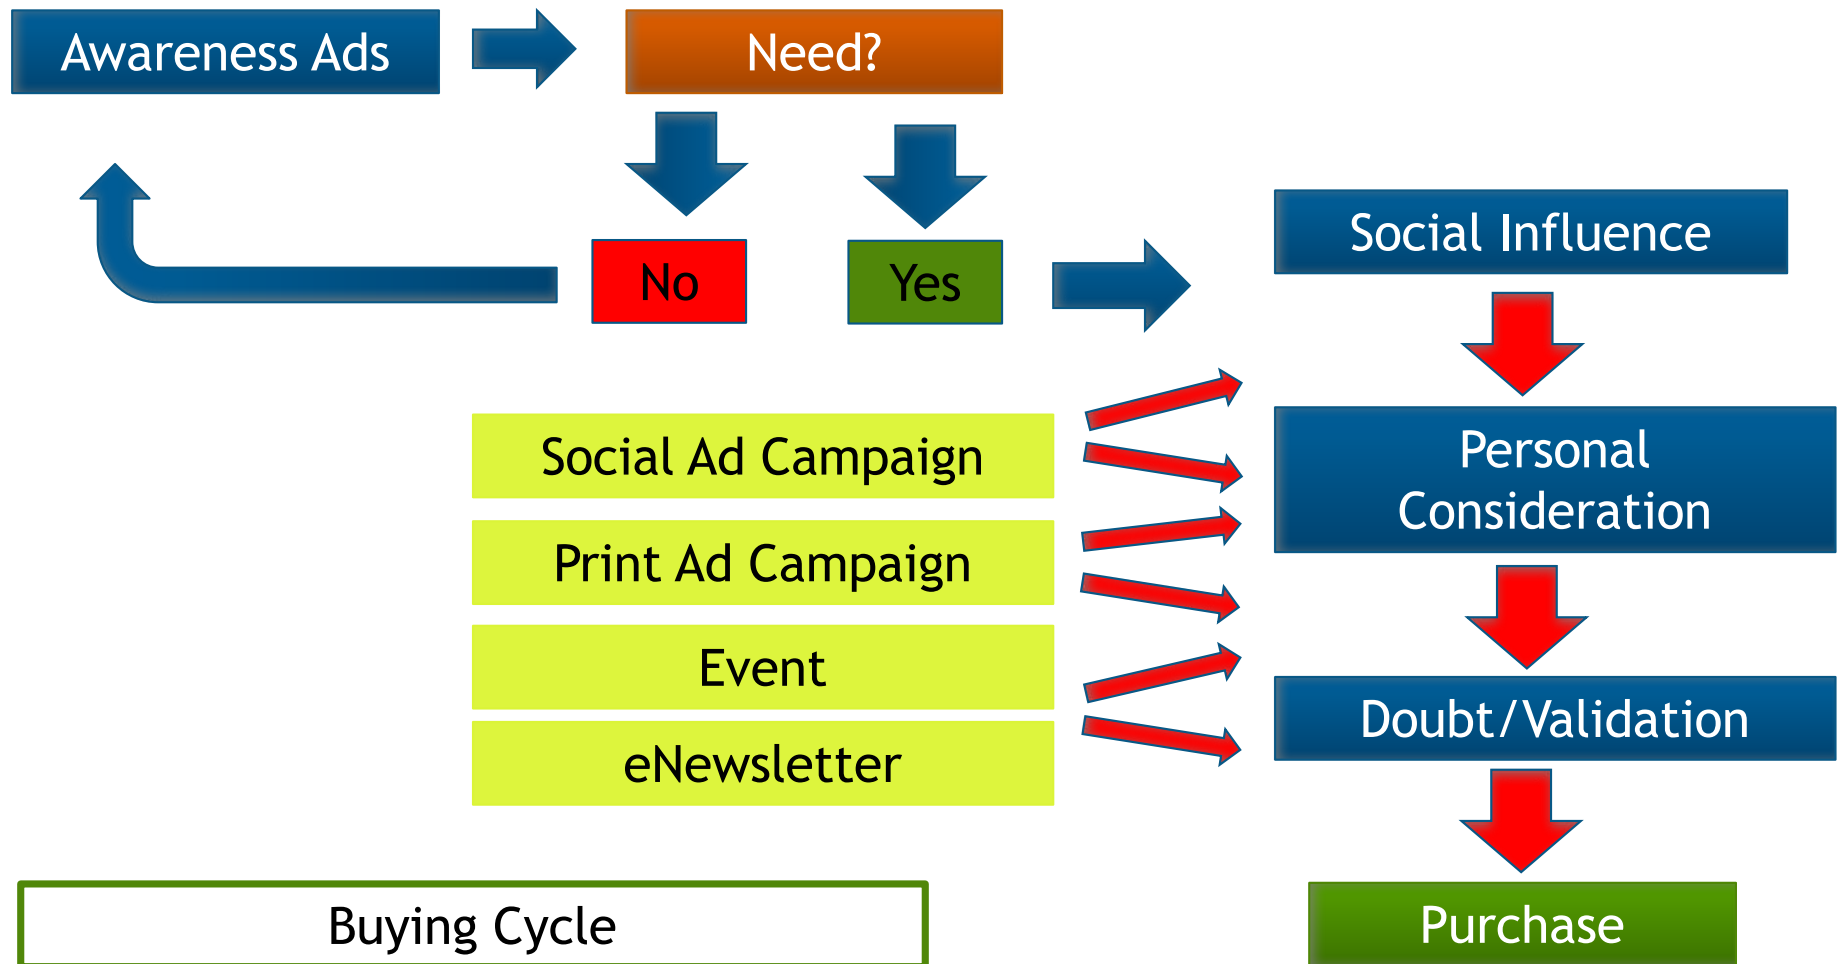 Awareness Ads
Need?
No
Yes
Social Influence
Social Ad Campaign
Personal
Consideration
Print Ad Campaign
Event
Doubt/Validation
eNewsletter
Buying Cycle
Purchase